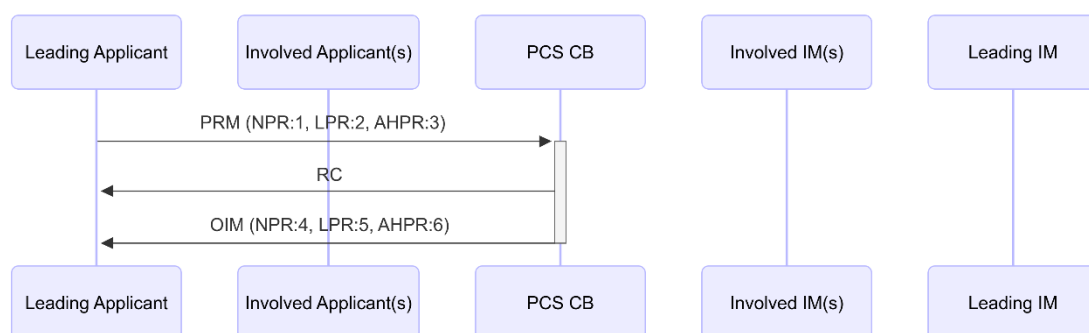 Leading Applicant
Involved Applicant(s)
PCS CB
Involved IM(s)
Leading IM
PRM (NPR:1, LPR:2, AHPR:3)
RC
OIM (NPR:4, LPR:5, AHPR:6)
Leading Applicant
Involved Applicant(s)
PCS CB
Involved IM(s)
Leading IM